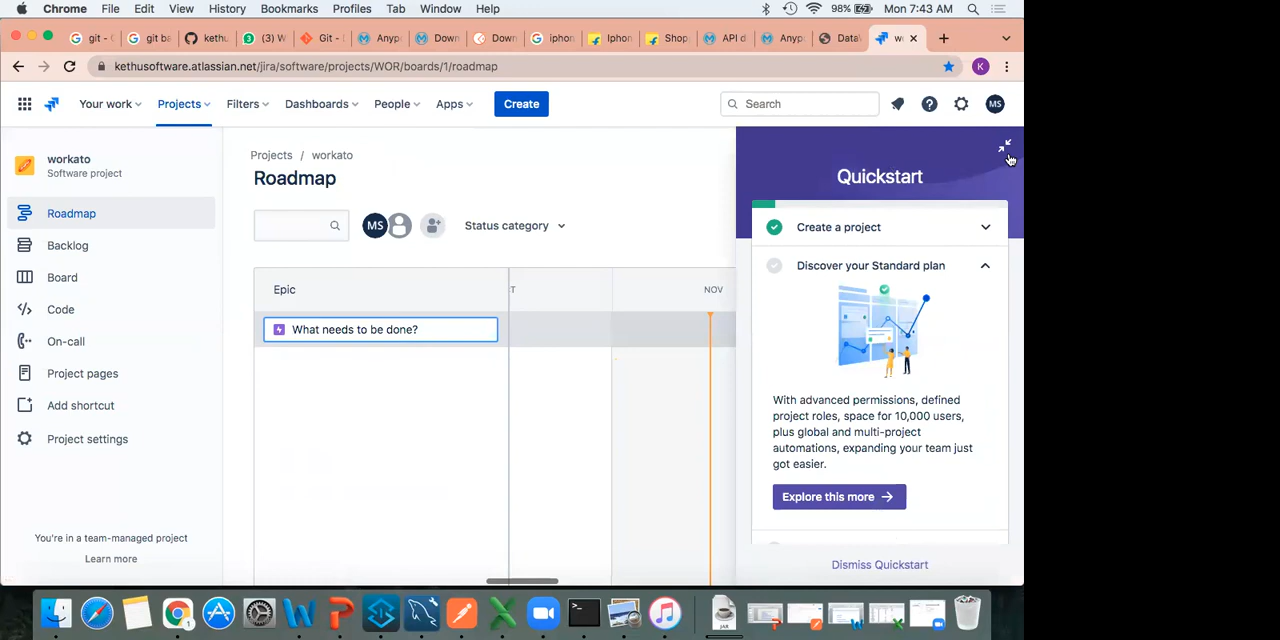 Chrome File Edit View History Bookmarks Profiles Tab Window Help 98% Mon 7:43 AM
git - git ba kethu (3) W Git - Anyp Down Down iphon Iphon Shop API d Anyp Data wo
kethusoftware.atlassian.net/jira/software/projects/WOR/boards/1/roadmap K
Your work Projects Filters Dashboards People Apps Create Search MS
workato
Software project
Roadmap
Backlog
Board
Code
On-call
Project pages
Add shortcut
Project settings
You're in a team-managed project
Learn more
Projects / workato
Roadmap
MS Status category
Epic T NOV
What needs to be done?
Quickstart
Create a project
Discover your Standard plan
With advanced permissions, defined
project roles, space for 10,000 users,
plus global and multi-project
automations, expanding your team just
got easier.
Explore this more
Dismiss Quickstart